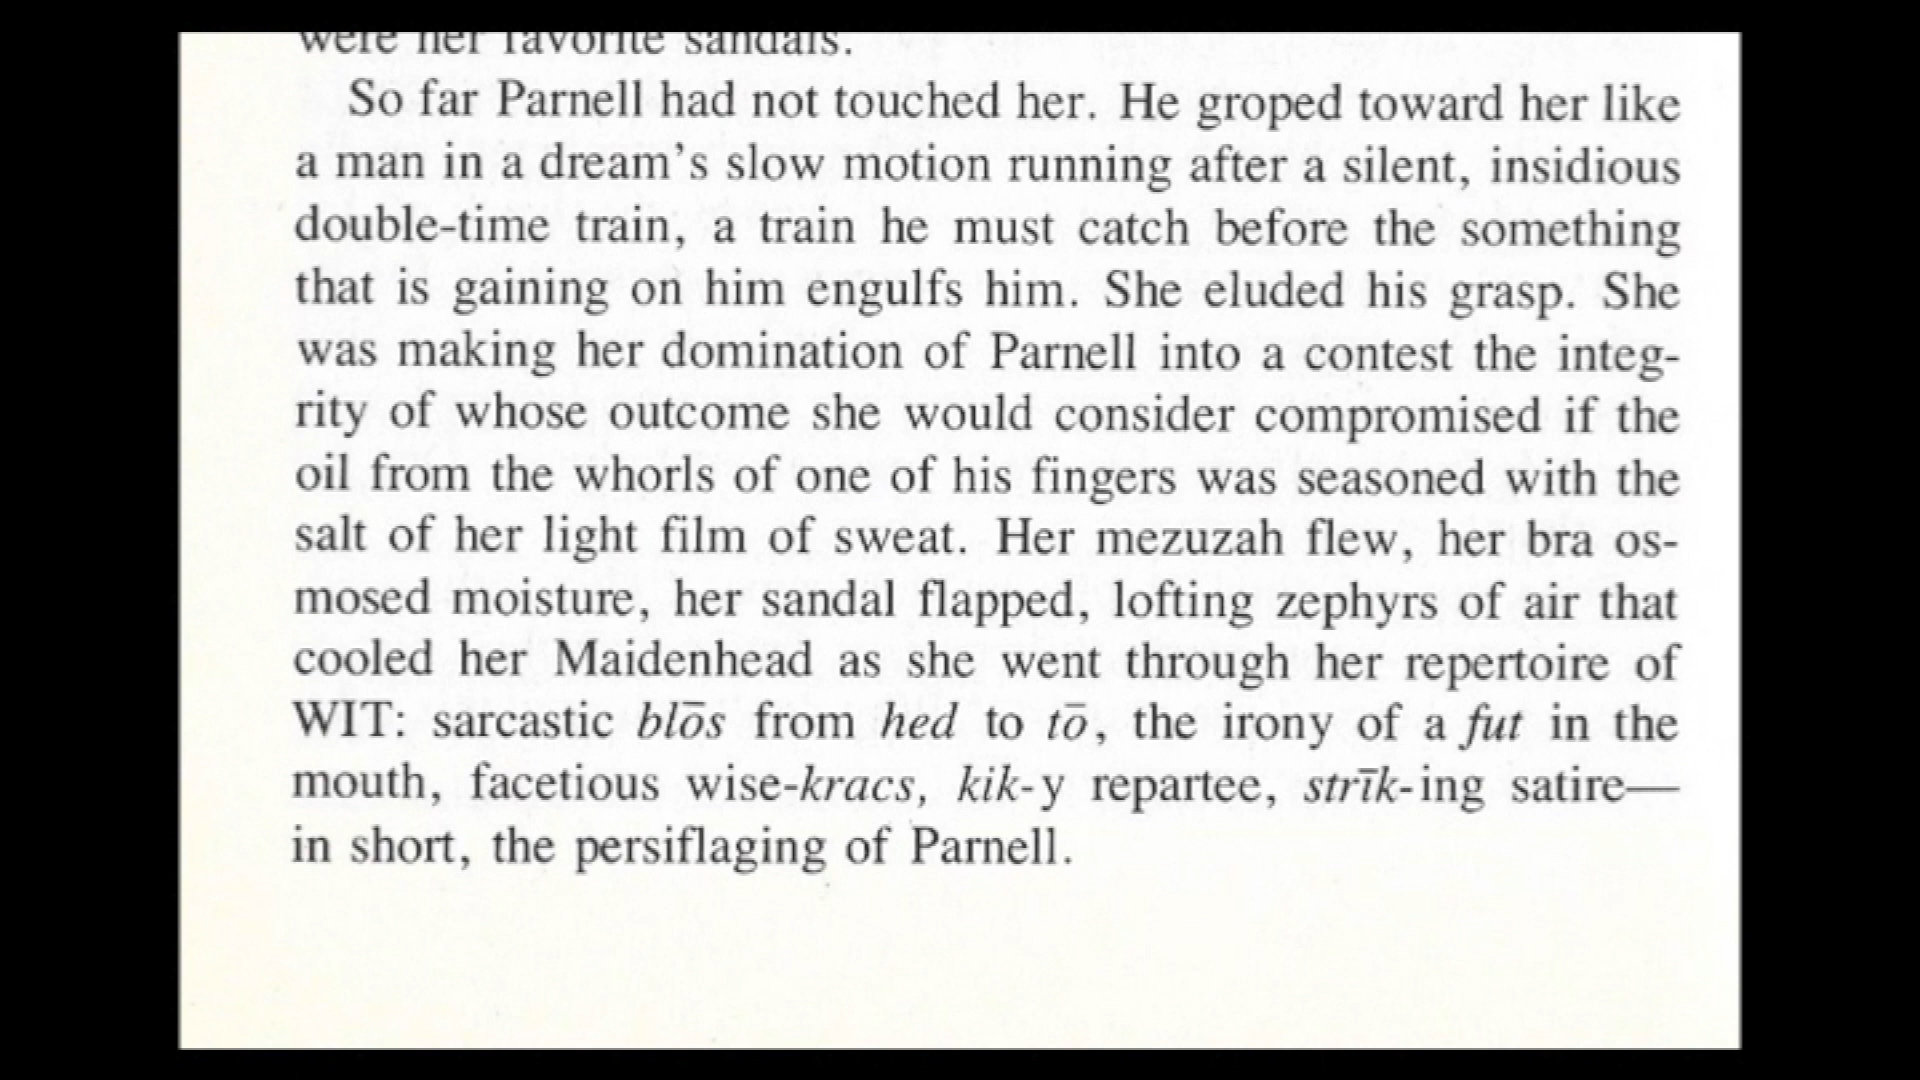 were her favorite sandals.
So far Parnell had not touched her. He groped toward her like
a man in a dream’s slow motion running after a silent, insidious
double-time train, a train he must catch before the something
that is gaining on him engulfs him. She eluded his grasp. She
was making her domination of Parnell into a contest the integ-
rity of whose outcome she would consider compromised if the
oil from the whorls of one of his fingers was seasoned with the
salt of her light film of sweat. Her mezuzah flew, her bra os-
mosed moisture, her sandal flapped, lofting zephyrs of air that
cooled her Maidenhead as she went through her repertoire of
WIT: sarcastic blōs from hed to tō, the irony of a fut in the
mouth, facetious wise-kracs, kik-y repartee, strīk-ing satire—
in short, the persiflaging of Parnell.